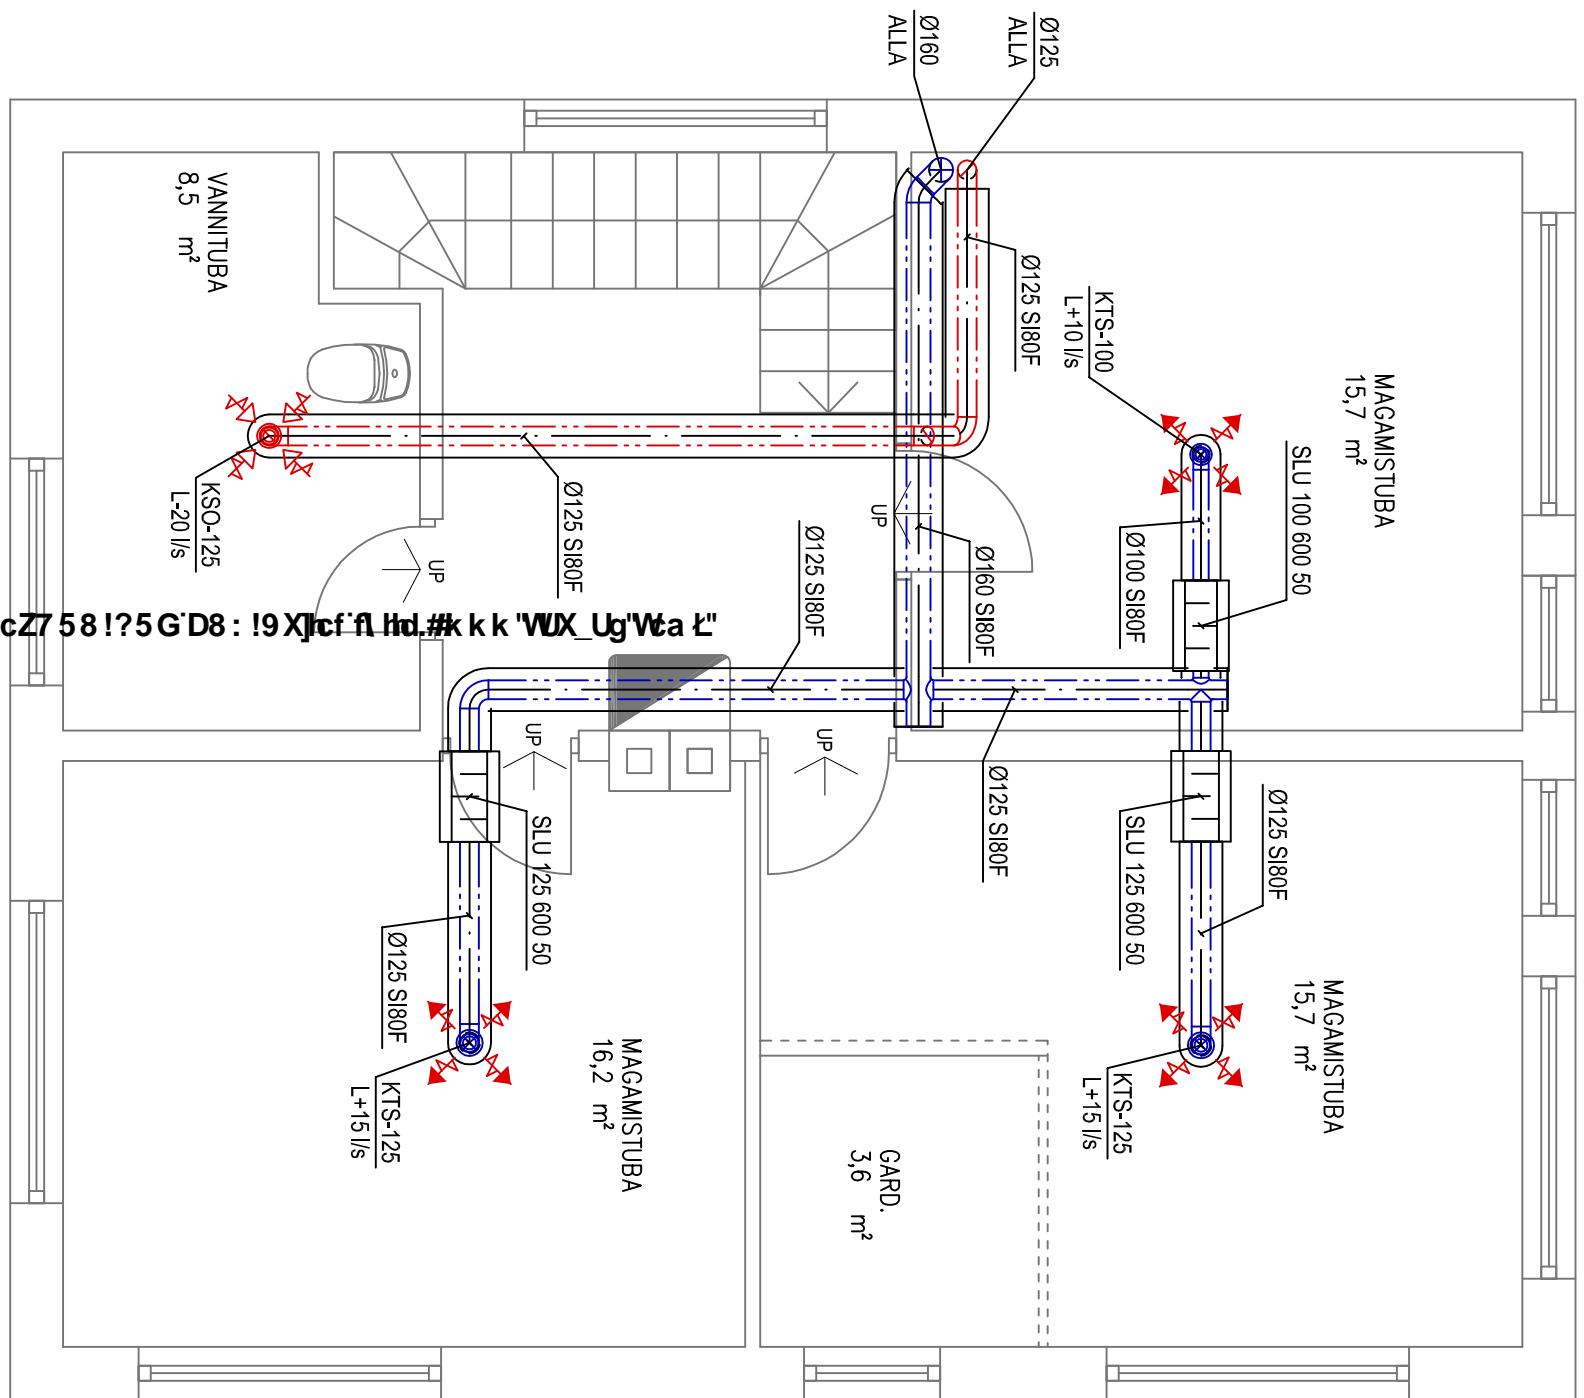 Ø160
ALLA
Ø125
ALLA
VANNITUBA
8,5 m²
Ø125 SI80F
KTS-100
L+10 l/s
MAGAMISTUBA
15,7 m²
SLU 100 600 50
KSO-125
L-20 l/s
Ø125 SI80F
UP
UP
Ø125 SI80F
Ø160 SI80F
Ø100 SI80F
UP
UP
SLU 125 600 50
Ø125 SI80F
SLU 125 600 50
Ø125 SI80F
Ø125 SI80F
KTS-125
L+15 l/s
MAGAMISTUBA
16,2 m²
GARD.
3,6 m²
KTS-125
L+15 l/s
MAGAMISTUBA
15,7 m²